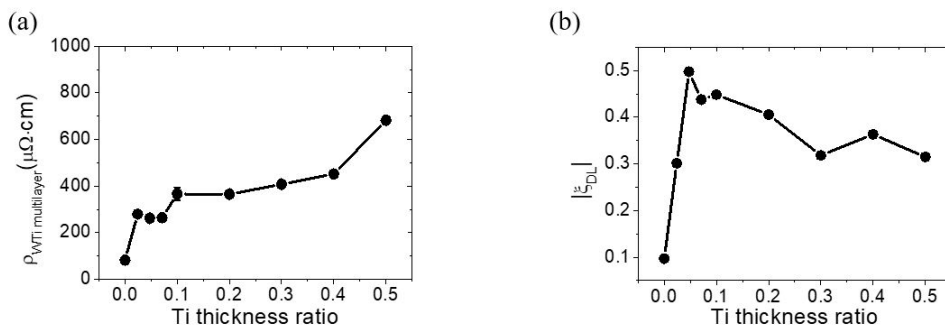 (a)
1000
800
600
400
200
0
ρWTi multilayer(μΩ·cm)
0.0 0.1 0.2 0.3 0.4 0.5
Ti thickness ratio
(b)
0.5
0.4
0.3
0.2
0.1
|ξDL|
0.0 0.1 0.2 0.3 0.4 0.5
Ti thickness ratio